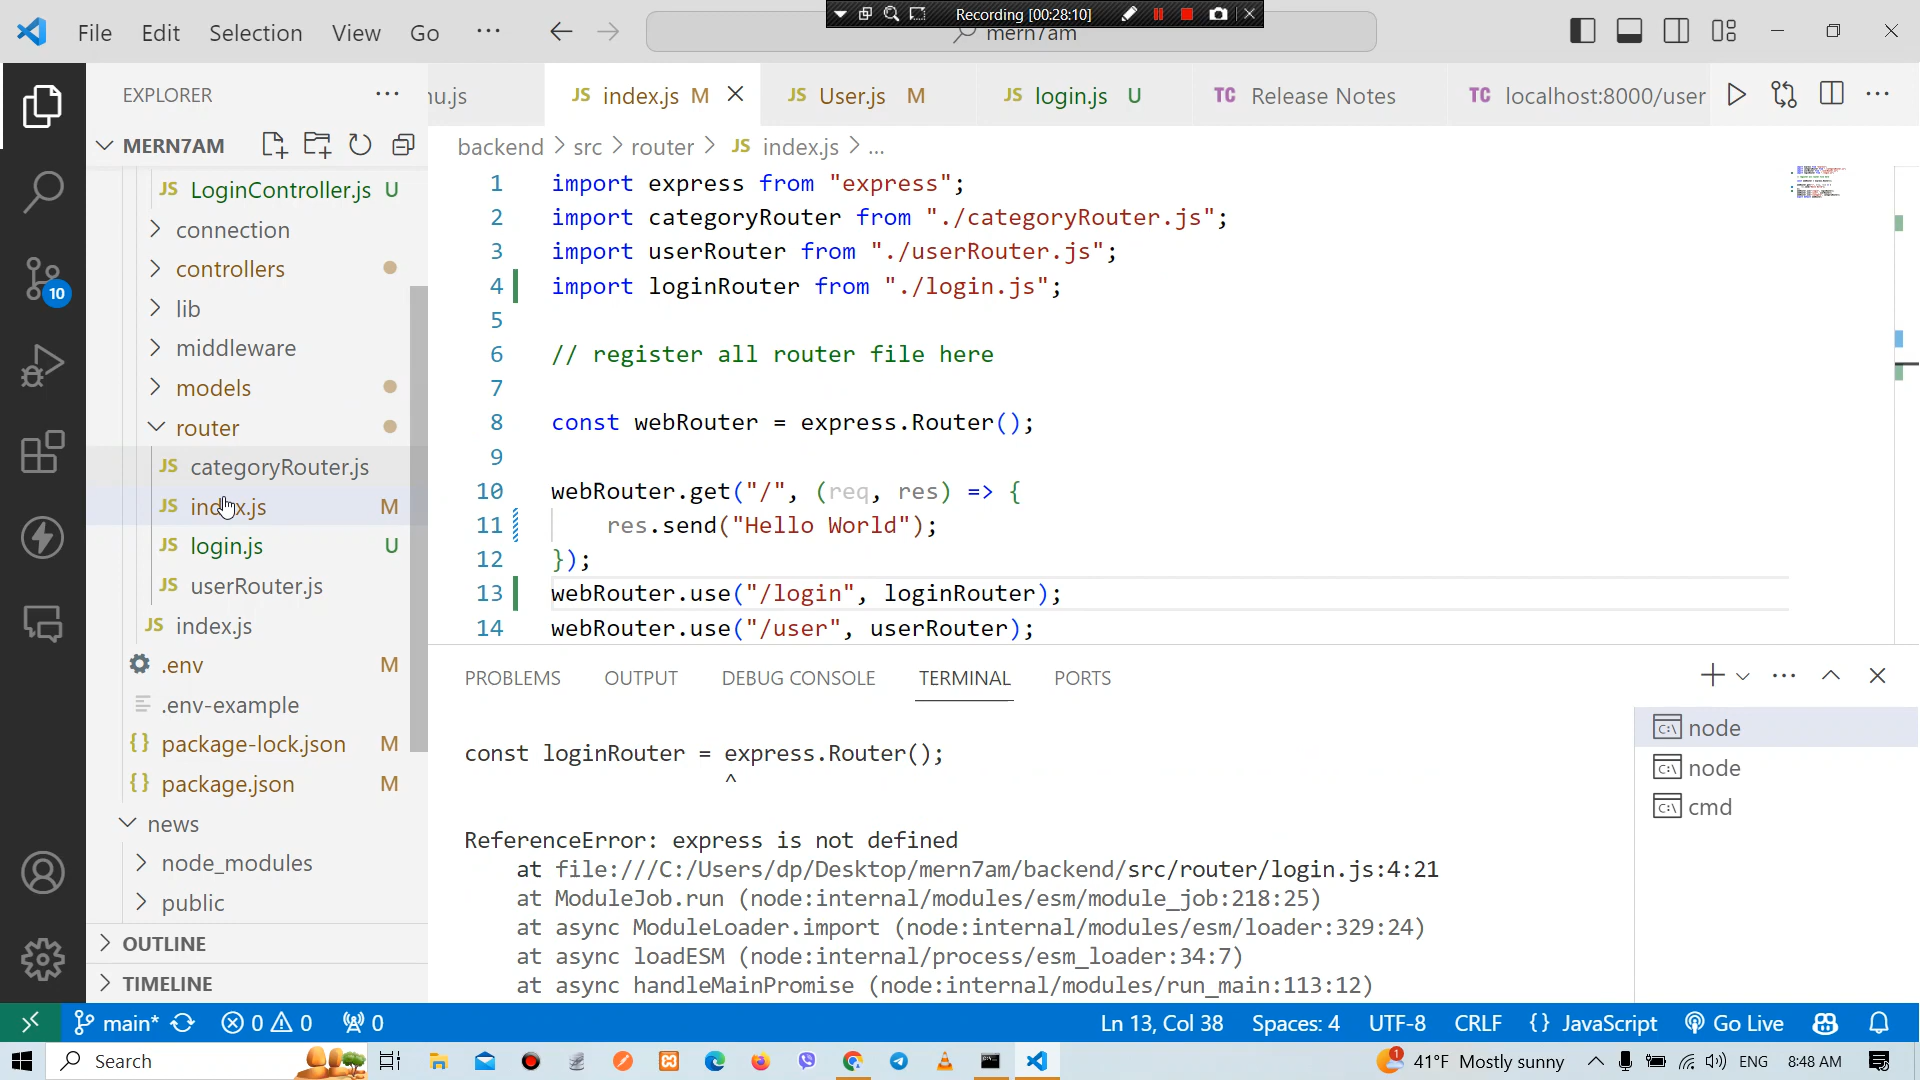 File Edit Selection View Go ··· mern7am
Recording [00:28:10]
EXPLORER
MERN7AM
JS LoginController.js U
connection
controllers
lib
middleware
models
router
JS categoryRouter.js
JS index.js M
JS login.js U
JS userRouter.js
JS index.js
.env M
.env-example
{} package-lock.json M
{} package.json M
news
node_modules
public
OUTLINE
TIMELINE
10
nu.js JS index.js M JS User.js M JS login.js U TC Release Notes TC localhost:8000/user
backend > src > router > JS index.js > ...
1 import express from "express";
2 import categoryRouter from "./categoryRouter.js";
3 import userRouter from "./userRouter.js";
4 import loginRouter from "./login.js";
5
6 // register all router file here
7
8 const webRouter = express.Router();
9
10 webRouter.get("/", (req, res) => {
11 res.send("Hello World");
12 });
13 webRouter.use("/login", loginRouter);
14 webRouter.use("/user", userRouter);
PROBLEMS OUTPUT DEBUG CONSOLE TERMINAL PORTS
const loginRouter = express.Router();
^
ReferenceError: express is not defined
at file:///C:/Users/dp/Desktop/mern7am/backend/src/router/login.js:4:21
at ModuleJob.run (node:internal/modules/esm/module_job:218:25)
at async ModuleLoader.import (node:internal/modules/esm/loader:329:24)
at async loadESM (node:internal/process/esm_loader:34:7)
at async handleMainPromise (node:internal/modules/run_main:113:12)
node
node
cmd
main* 0 0 0 Ln 13, Col 38 Spaces: 4 UTF-8 CRLF {} JavaScript Go Live
Search 1 41°F Mostly sunny ENG 8:48 AM